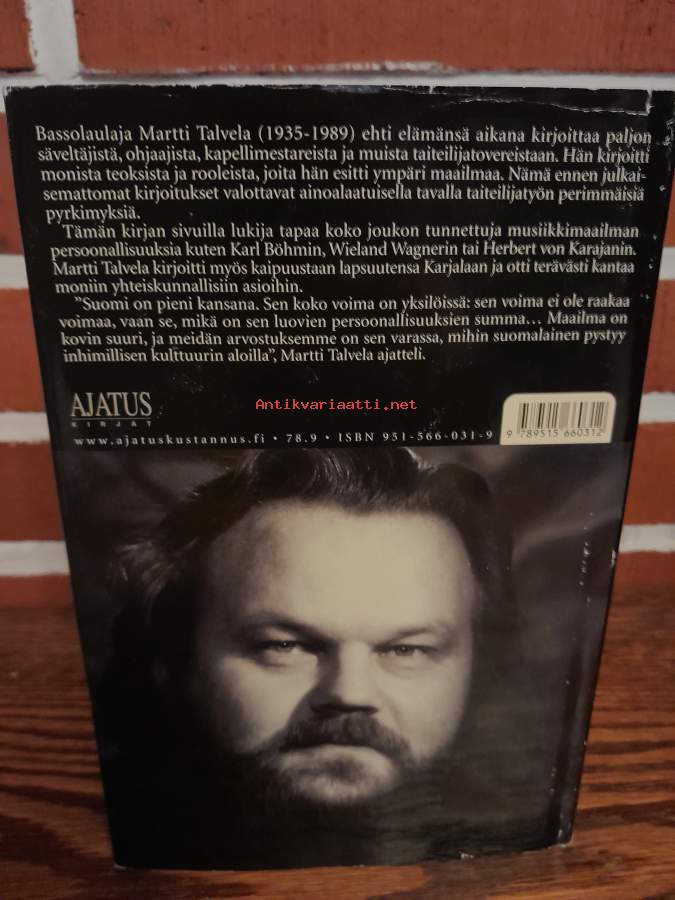 Bassolaulaja Martti Talvela (1935-1989) ehti elämänsä aikana kirjoittaa paljon
säveltäjistä, ohjaajista, kapellimestareista ja muista taiteilijatovereistaan. Hän kirjoitti
monista teoksista ja rooleista, joita hän esitti ympäri maailmaa. Nämä ennen julkai-
semattomat kirjoitukset valottavat ainoalaatuisella tavalla taiteilijatyön perimmäisiä
pyrkimyksiä.
Tämän kirjan sivuilla lukija tapaa koko joukon tunnettuja musiikkimaailman
persoonallisuuksia kuten Karl Böhmin, Wieland Wagnerin tai Herbert von Karajanin.
Martti Talvela kirjoitti myös kaipuustaan lapsuutensa Karjalaan ja otti terävästi kantaa
moniin yhteiskunnallisiin asioihin.
”Suomi on pieni kansana. Sen koko voima on yksilöissä: sen voima ei ole raakaa
voimaa, vaan se, mikä on sen luovien persoonallisuuksien summa... Maailma on
kovin suuri, ja meidän arvostuksemme on sen varassa, mihin suomalainen pystyy
inhimillisen kulttuurin aloilla”, Martti Talvela ajatteli.
AJATUS
KIRJAT
Antikvariaatti.net
www.ajatuskustannus.fi • 78.9 • ISBN 951-566-031-9
9 789515 660312